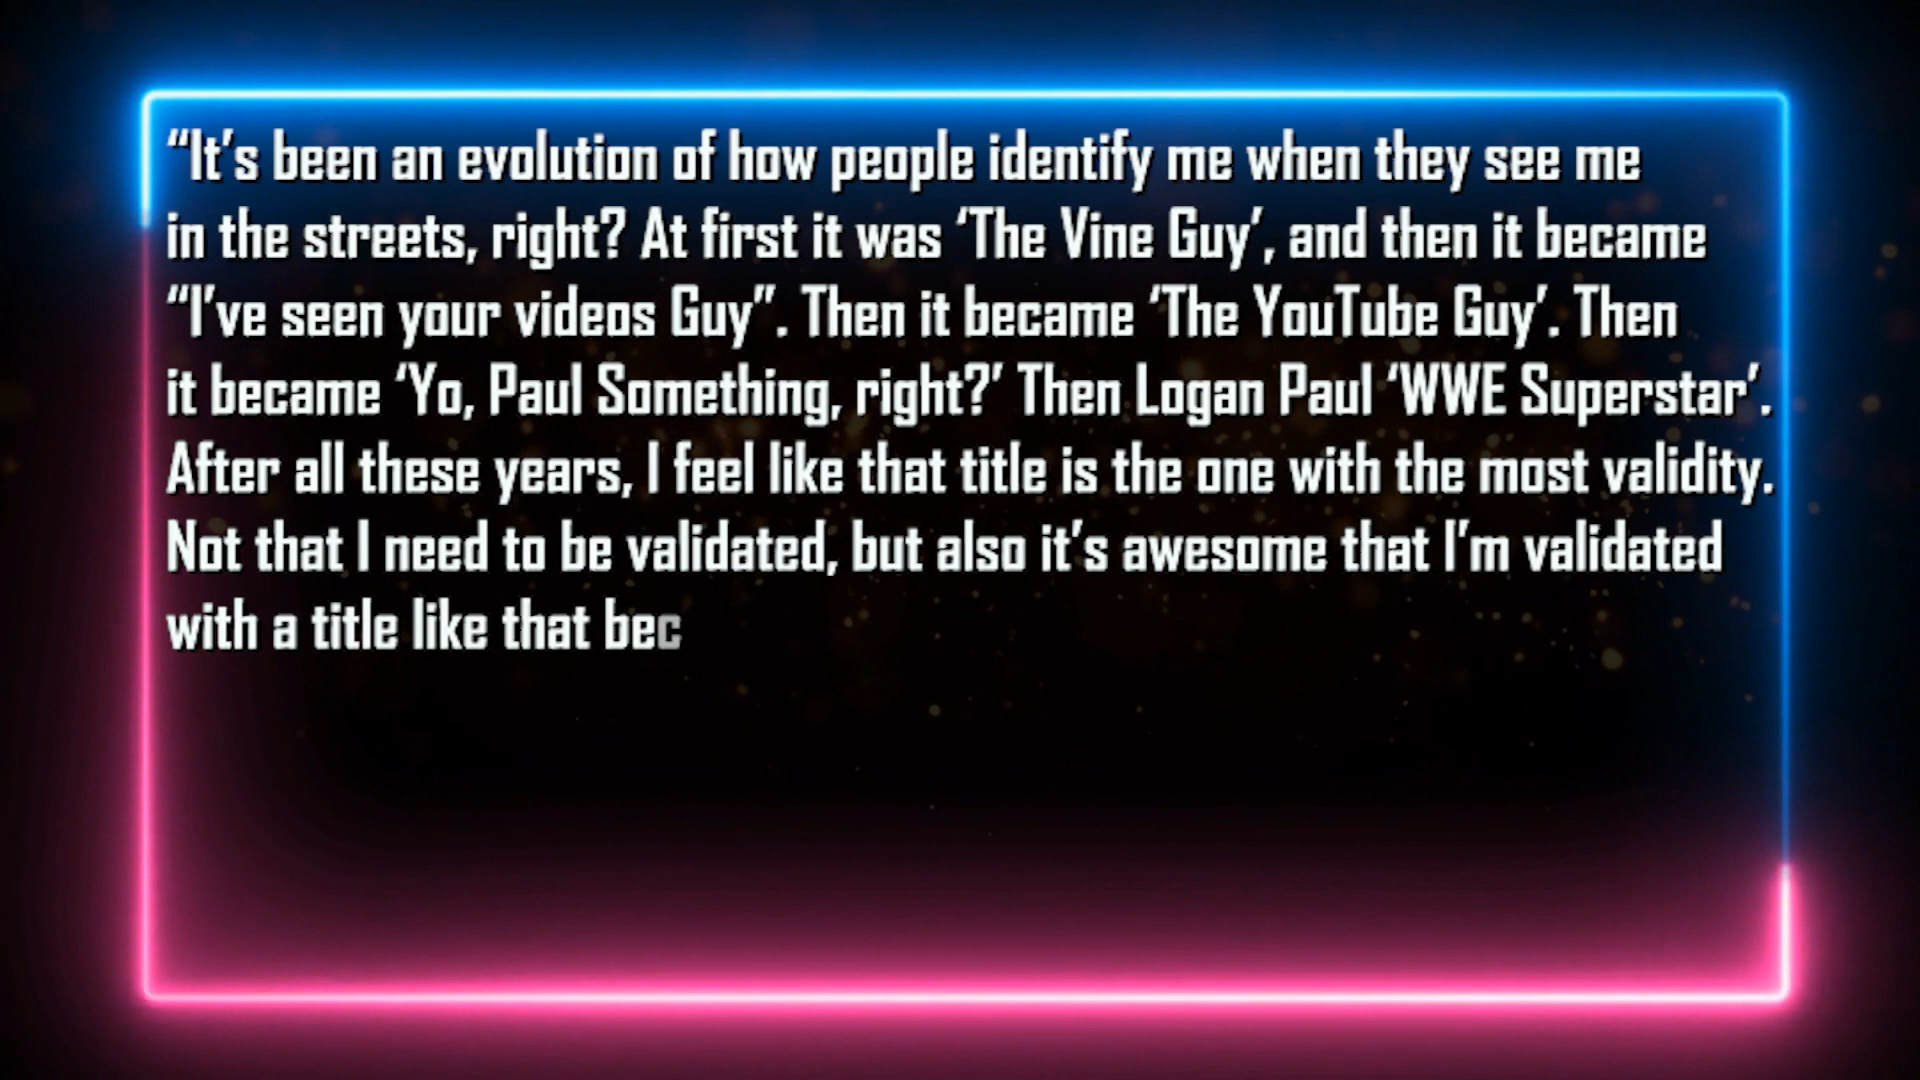 “It’s been an evolution of how people identify me when they see me
in the streets, right? At first it was ‘The Vine Guy’, and then it became
“I’ve seen your videos Guy”. Then it became ‘The YouTube Guy’. Then
it became ‘Yo, Paul Something, right?’ Then Logan Paul ‘WWE Superstar’.
After all these years, I feel like that title is the one with the most validity.
Not that I need to be validated, but also it’s awesome that I’m validated
with a title like that bec